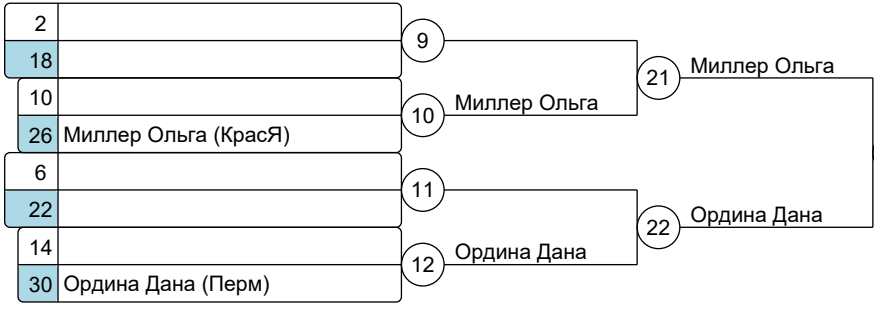 2
9
18
21 Миллер Ольга
10
10 Миллер Ольга
26 Миллер Ольга (КрасЯ)
6
11
22
22 Ордина Дана
14
12 Ордина Дана
30 Ордина Дана (Перм)